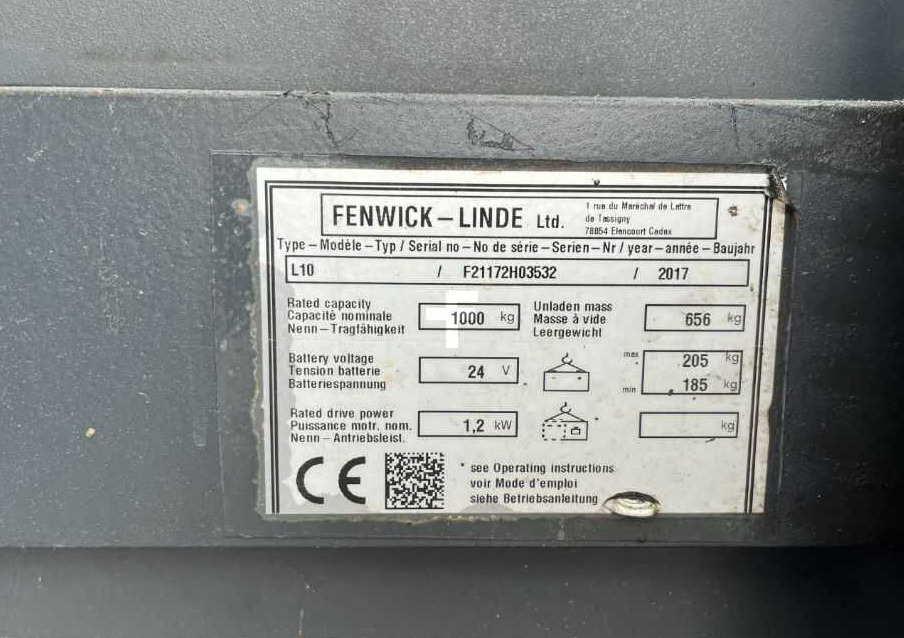 FENWICK – LINDE Ltd.
1 rue du Maréchal de Lattre
de Tassigny
78854 Elancourt Cedex
Type – Modèle – Typ / Serial no – No de série – Serien – Nr / year – année – Baujahr
L10 / F21172H03532 / 2017
Rated capacity
Capacité nominale
Nenn – Tragfähigkeit
1000 kg
Unladen mass
Masse à vide
Leergewicht
656 kg
Battery voltage
Tension batterie
Batteriespannung
24 V
max 205 kg
min 185 kg
Rated drive power
Puissance motr. nom.
Nenn – Antriebsleist.
1,2 kW
kg
CE
* see Operating instructions
voir Mode d'emploi
siehe Betriebsanleitung